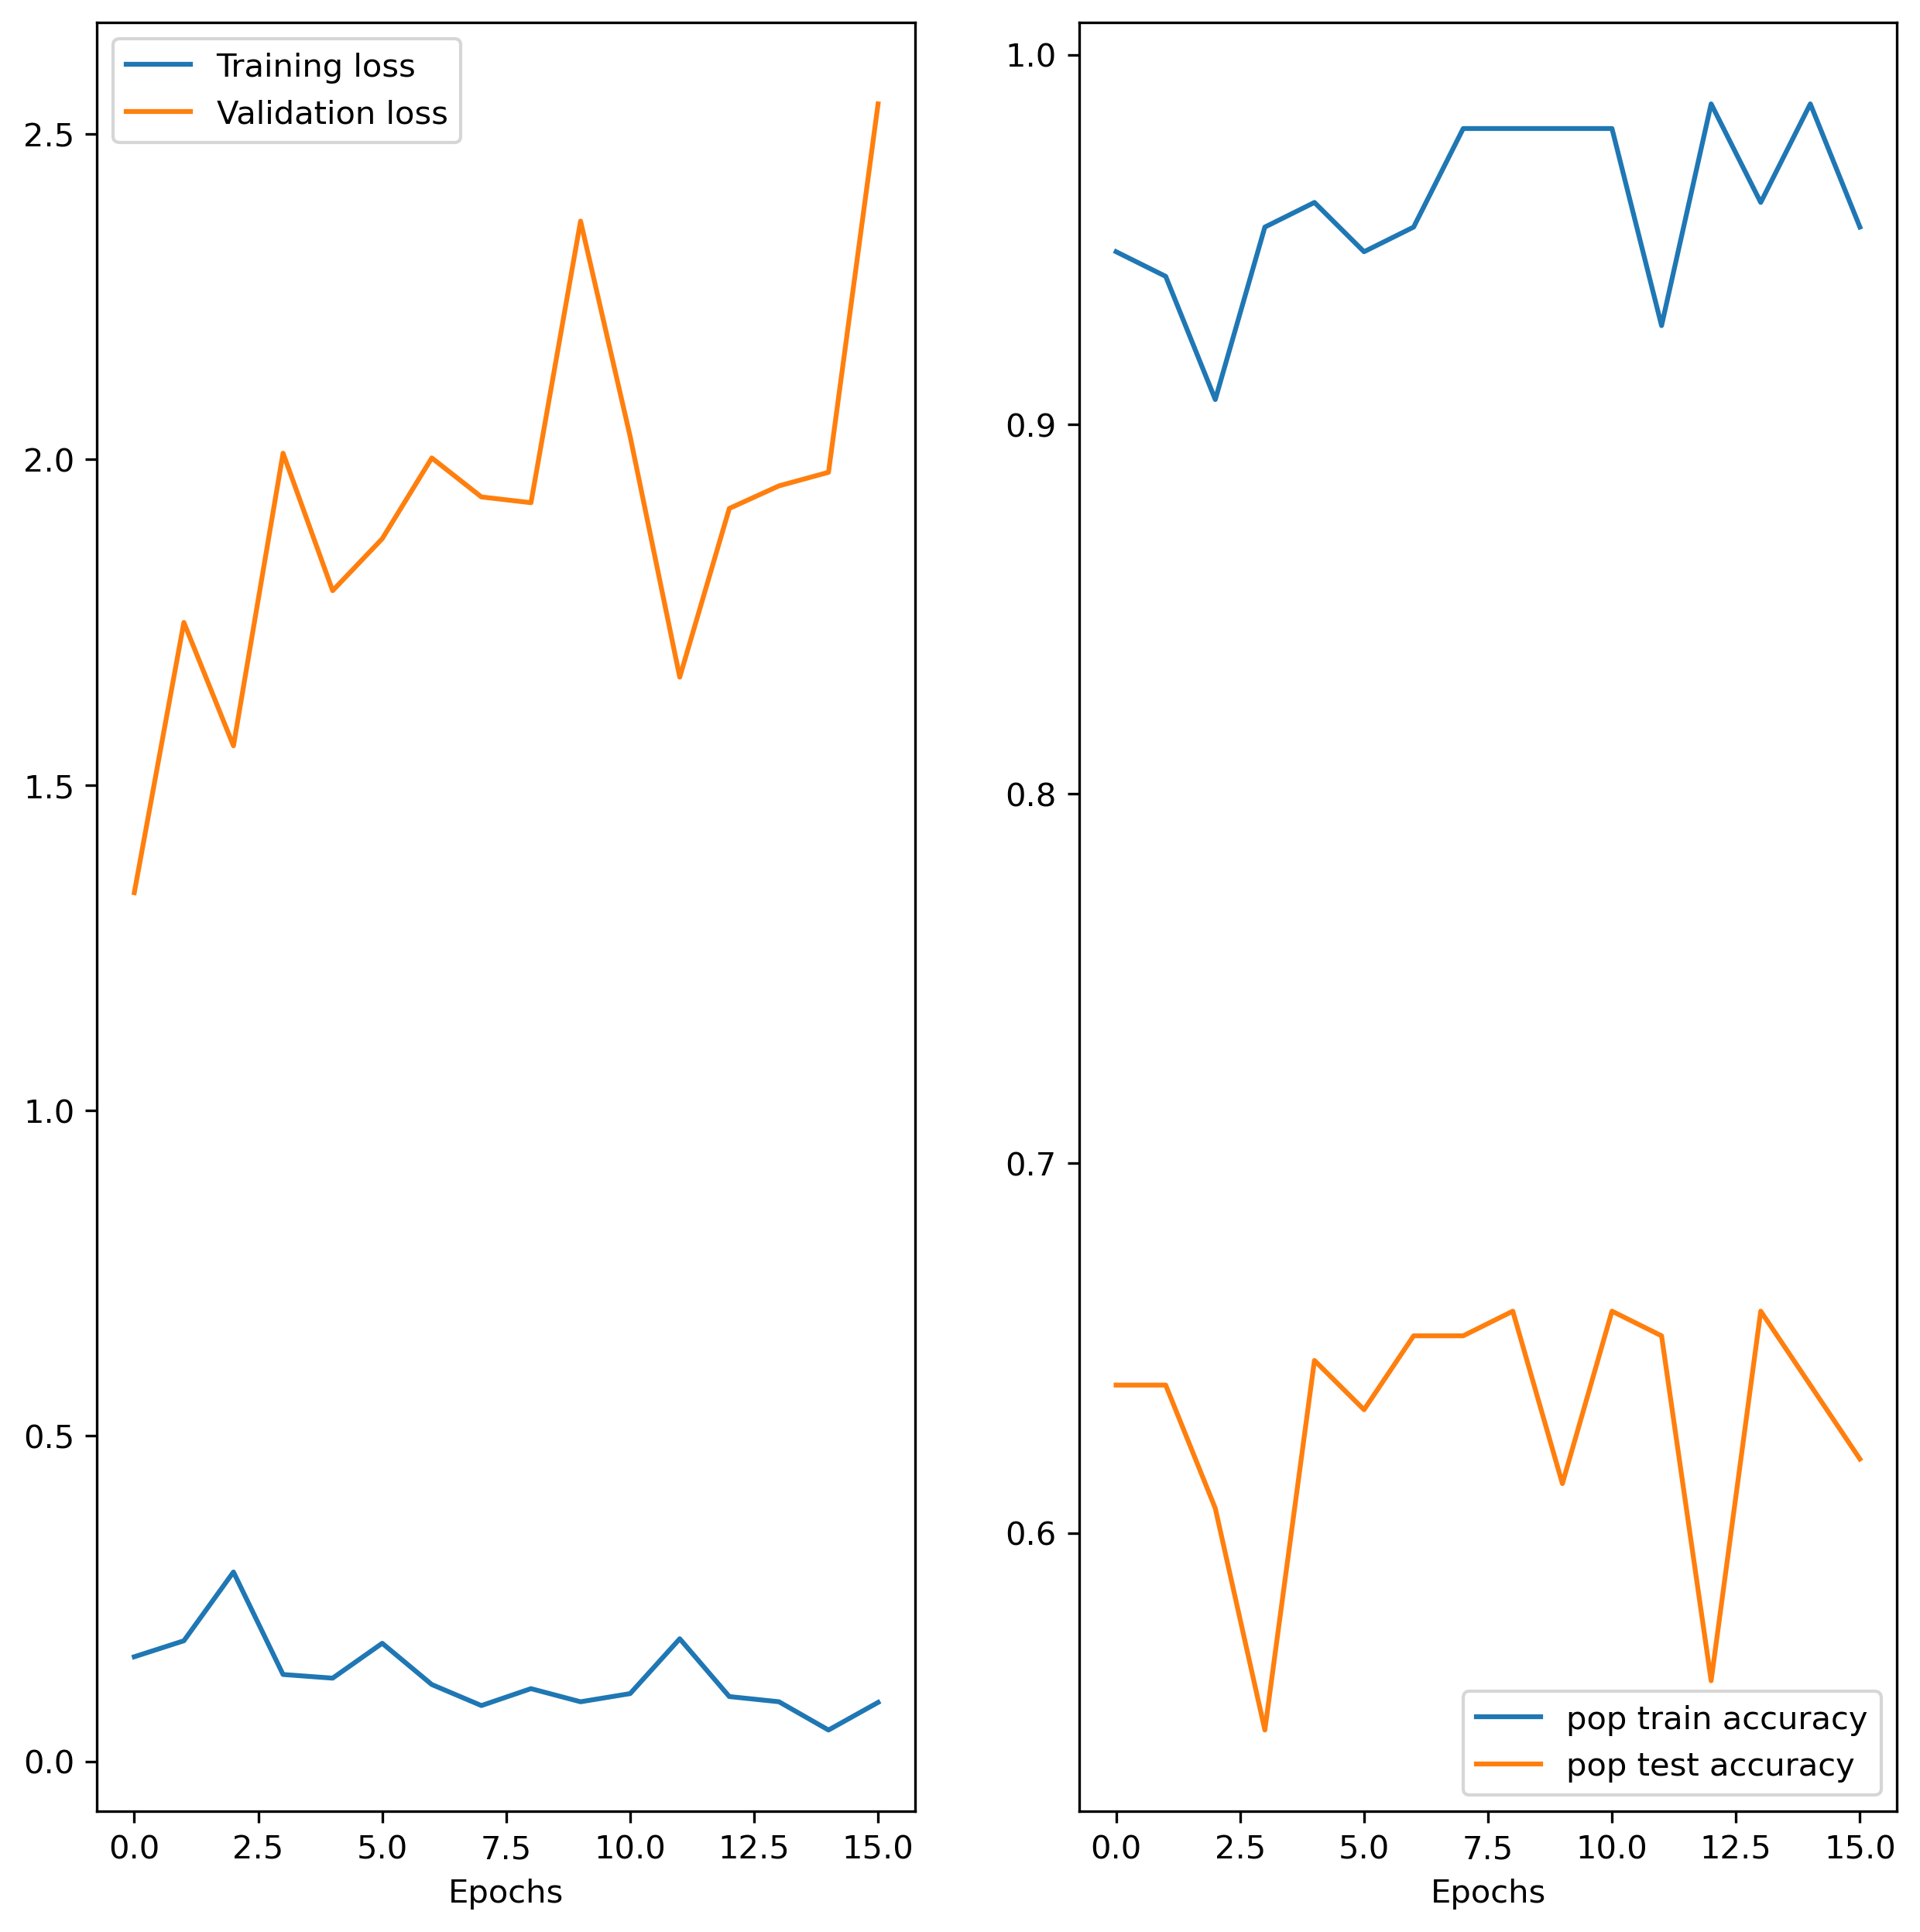 Training loss
Validation loss
2.5
2.0
1.5
1.0
0.5
0.0
0.0 2.5 5.0 7.5 10.0 12.5 15.0
Epochs
1.0
0.9
0.8
0.7
0.6
pop train accuracy
pop test accuracy
0.0 2.5 5.0 7.5 10.0 12.5 15.0
Epochs